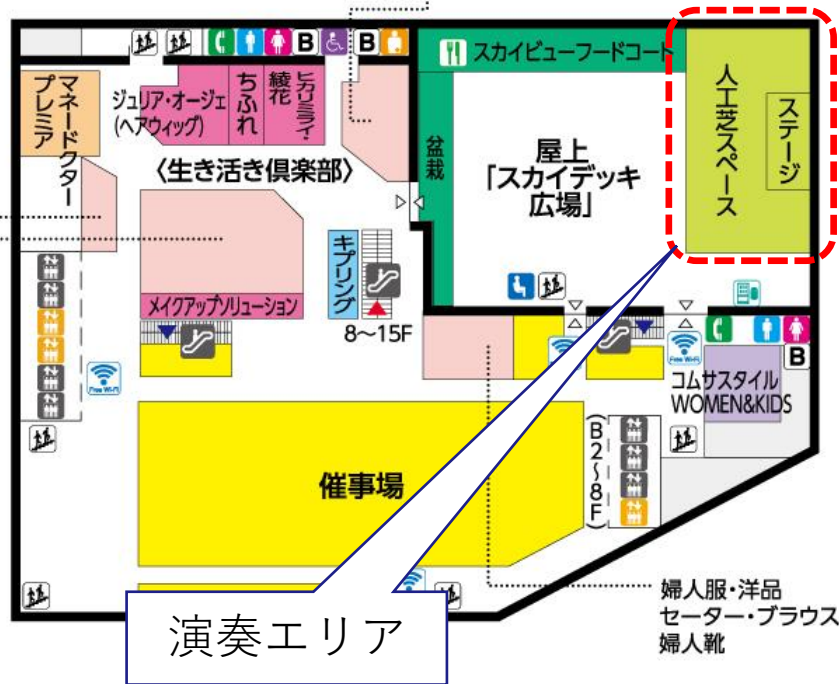 B
B
スカイビューフードコート
マネードクター
プレミア
ジュリア・オージェ
(ヘアウィッグ)
ちふれ
綾花
ヒカリミライ・
〈生き活き倶楽部〉
盆栽
屋上
「スカイデッキ
広場」
人工芝スペース
ステージ
キプリング
メイクアップソリューション
8〜15F
B
Free Wi-Fi
コムサスタイル
WOMEN&KIDS
(B2〜8F)
催事場
演奏エリア
婦人服・洋品
セーター・ブラウス
婦人靴